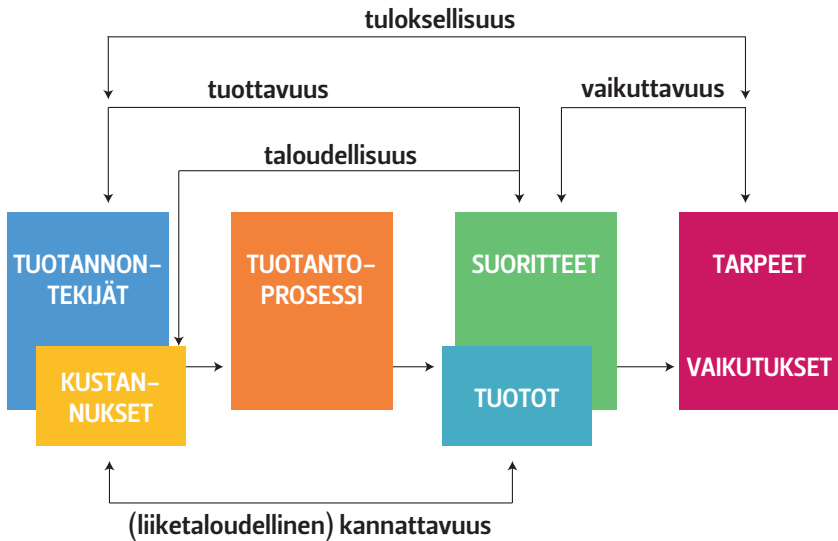 tuloksellisuus
tuottavuus
vaikuttavuus
taloudellisuus
TUOTANNON–
TEKIJÄT
TUOTANTO–
PROSESSI
SUORITTEET
TARPEET
VAIKUTUKSET
KUSTAN–
NUKSET
TUOTOT
(liiketaloudellinen) kannattavuus